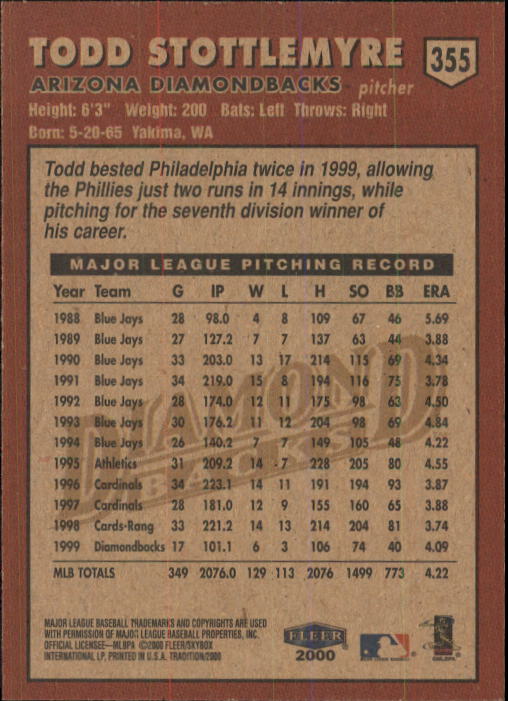 TODD STOTTLEMYRE
355
ARIZONA DIAMONDBACKS pitcher
Height: 6'3" Weight: 200 Bats: Left Throws: Right
Born: 5-20-65 Yakima, WA
Todd bested Philadelphia twice in 1999, allowing
the Phillies just two runs in 14 innings, while
pitching for the seventh division winner of
his career.
MAJOR LEAGUE PITCHING RECORD
Year Team G IP W L H SO BB ERA
1988 Blue Jays 28 98.0 4 8 109 67 46 5.69
1989 Blue Jays 27 127.2 7 7 137 63 44 3.88
1990 Blue Jays 33 203.0 13 17 214 115 69 4.34
1991 Blue Jays 34 219.0 15 8 194 116 75 3.78
1992 Blue Jays 28 174.0 12 11 175 98 63 4.50
1993 Blue Jays 30 176.2 11 12 204 98 69 4.84
1994 Blue Jays 26 140.2 7 7 149 105 48 4.22
1995 Athletics 31 209.2 14 7 228 205 80 4.55
1996 Cardinals 34 223.1 14 11 191 194 93 3.87
1997 Cardinals 28 181.0 12 9 155 160 65 3.88
1998 Cards-Rang 33 221.2 14 13 214 204 81 3.74
1999 Diamondbacks 17 101.1 6 3 106 74 40 4.09
MLB TOTALS 349 2076.0 129 113 2076 1499 773 4.22
DIAMOND
BACKS
MAJOR LEAGUE BASEBALL TRADEMARKS AND COPYRIGHTS ARE USED
WITH PERMISSION OF MAJOR LEAGUE BASEBALL PROPERTIES, INC.
OFFICIAL LICENSEE—MLBPA ©2000 FLEER/SKYBOX
INTERNATIONAL LP. PRINTED IN U.S.A. TRADITION/2000
FLEER
2000